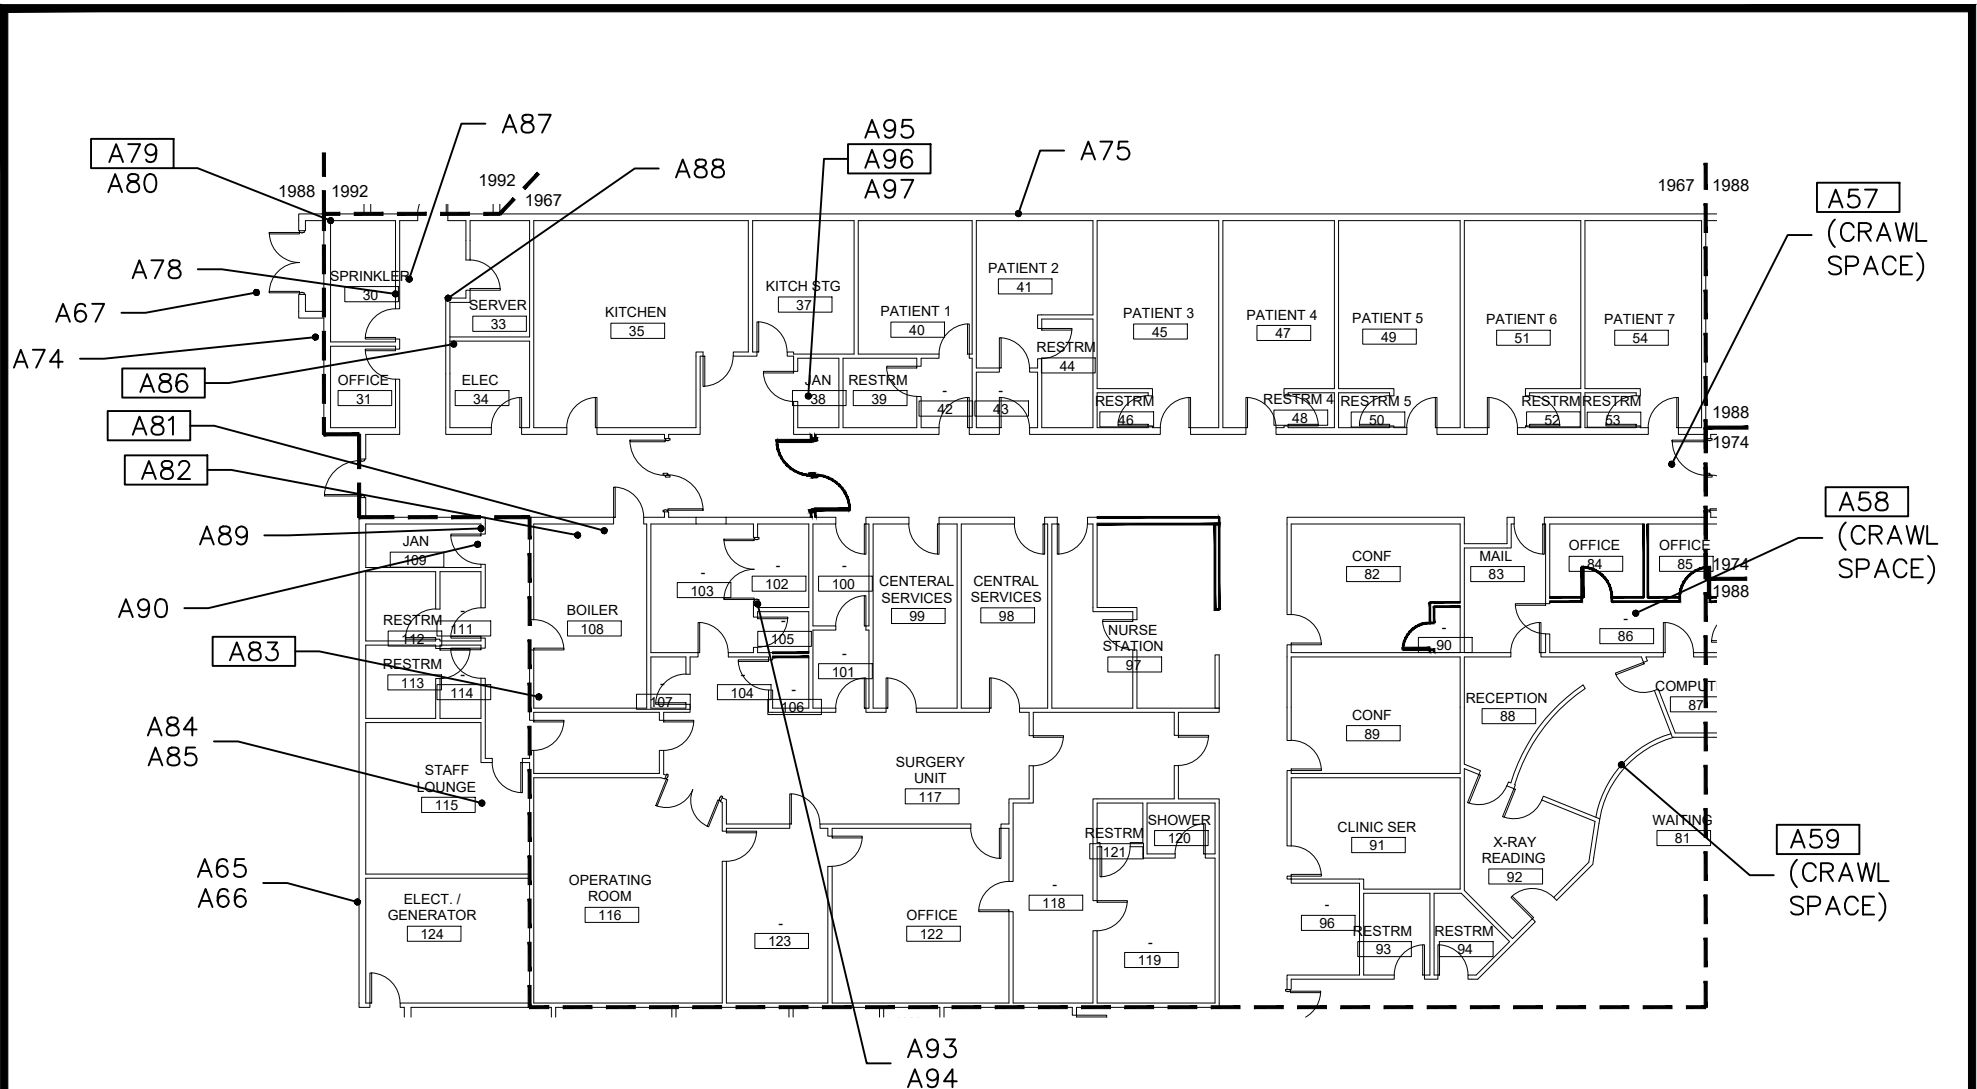 A87
A95
A79
A96
A75
A88
A80
A97
1988
1992
1992
1967
1967
1988
A57
(CRAWL
SPACE)
A78
A67
A74
SPRINKLER
30
SERVER
33
KITCHEN
35
KITCH STG
37
PATIENT 1
40
PATIENT 2
41
PATIENT 3
45
PATIENT 4
47
PATIENT 5
49
PATIENT 6
51
PATIENT 7
54
A86
OFFICE
31
ELEC
34
JAN
38
RESTRM
39
-
42
-
43
RESTRM
44
RESTRM
46
RESTRM 4
48
RESTRM 5
50
RESTRM
52
RESTRM
53
1988
1974
A81
A82
A58
(CRAWL
SPACE)
A89
A90
JAN
109
-
103
-
102
-
100
CENTERAL
SERVICES
99
CENTRAL
SERVICES
98
CONF
82
MAIL
83
OFFICE
84
OFFICE
85
1974
1988
BOILER
108
RESTRM
112
-
111
-
105
NURSE
STATION
97
-
90
-
86
A83
RESTRM
113
-
114
-
107
-
104
-
106
-
101
RECEPTION
88
COMPUT
87
CONF
89
A84
A85
STAFF
LOUNGE
115
SURGERY
UNIT
117
RESTRM
121
SHOWER
120
CLINIC SER
91
X-RAY
READING
92
WAITING
81
A59
(CRAWL
SPACE)
A65
A66
ELECT. /
GENERATOR
124
OPERATING
ROOM
116
-
123
OFFICE
122
-
118
-
119
-
96
RESTRM
93
RESTRM
94
A93
A94